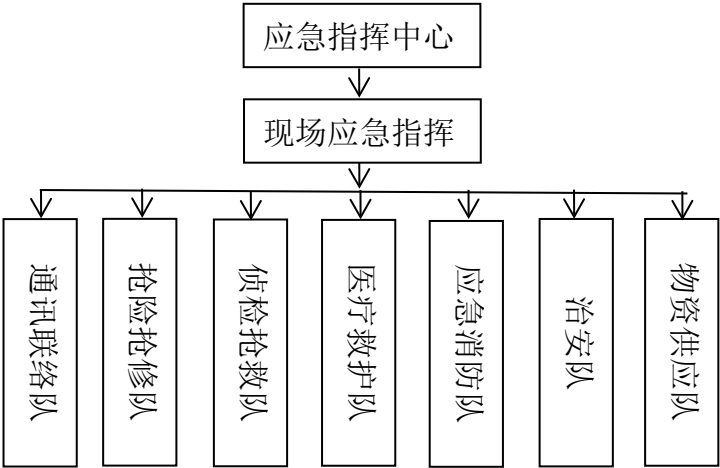 应急指挥中心
现场应急指挥
通讯联络队
抢险抢修队
侦检抢救队
医疗救护队
应急消防队
治安队
物资供应队